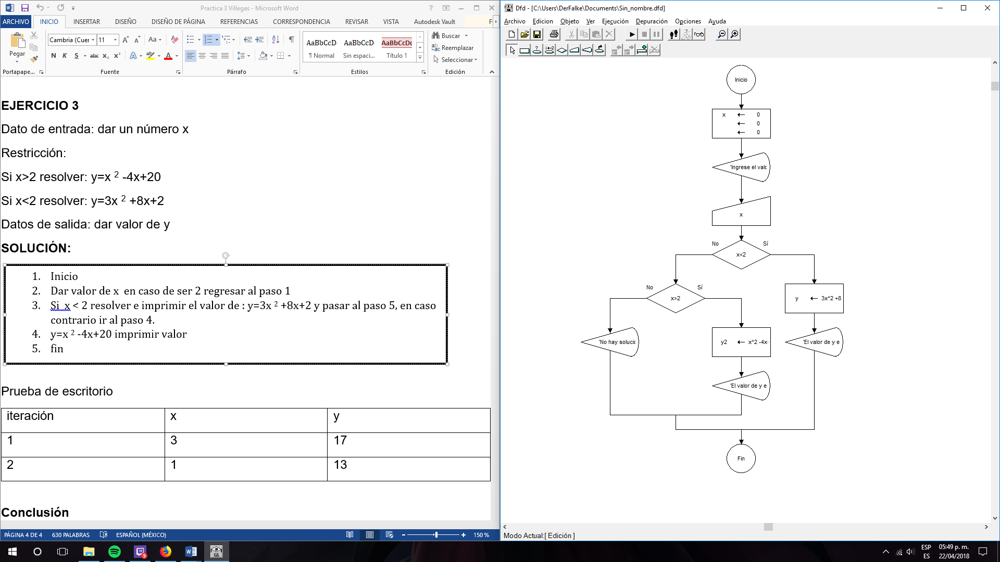 Practica 3 Villegas - Microsoft Word
ARCHIVO INICIO INSERTAR DISEÑO DISEÑO DE PÁGINA REFERENCIAS CORRESPONDENCIA REVISAR VISTA Autodesk Vault F
Pegar
Cambria (Cuer 11
Aa
N K S abc x₂ x²
AaBbCcD AaBbCcD AaBbCcDc
¶ Normal Sin espaci... Título 1
Buscar
Reemplazar
Seleccionar
Portapape... Fuente Párrafo Estilos Edición
EJERCICIO 3
Dato de entrada: dar un número x
Restricción:
Si x>2 resolver: y=x ² -4x+20
Si x<2 resolver: y=3x ² +8x+2
Datos de salida: dar valor de y
SOLUCIÓN:
1. Inicio
2. Dar valor de x en caso de ser 2 regresar al paso 1
3. Si x < 2 resolver e imprimir el valor de : y=3x ² +8x+2 y pasar al paso 5, en caso
contrario ir al paso 4.
4. y=x ² -4x+20 imprimir valor
5. fin
Prueba de escritorio
iteración x y
1 3 17
2 1 13
Conclusión
PÁGINA 4 DE 4 630 PALABRAS ESPAÑOL (MÉXICO) 150 %
Dfd - [C:\Users\DerFalke\Documents\Sin_nombre.dfd]
Archivo Edicion Objeto Ver Ejecución Depuración Opciones Ayuda
Inicio
x ← 0
← 0
← 0
'Ingrese el valo
x
No Sí
x<2
No Sí
x>2
y ← 3x^2 +8
'No hay solucio
y2 ← x^2 -4x-
'El valor de y e
'El valor de y e
Fin
Modo Actual:[ Edición ]
5
ESP
ES
05:49 p. m.
22/04/2018